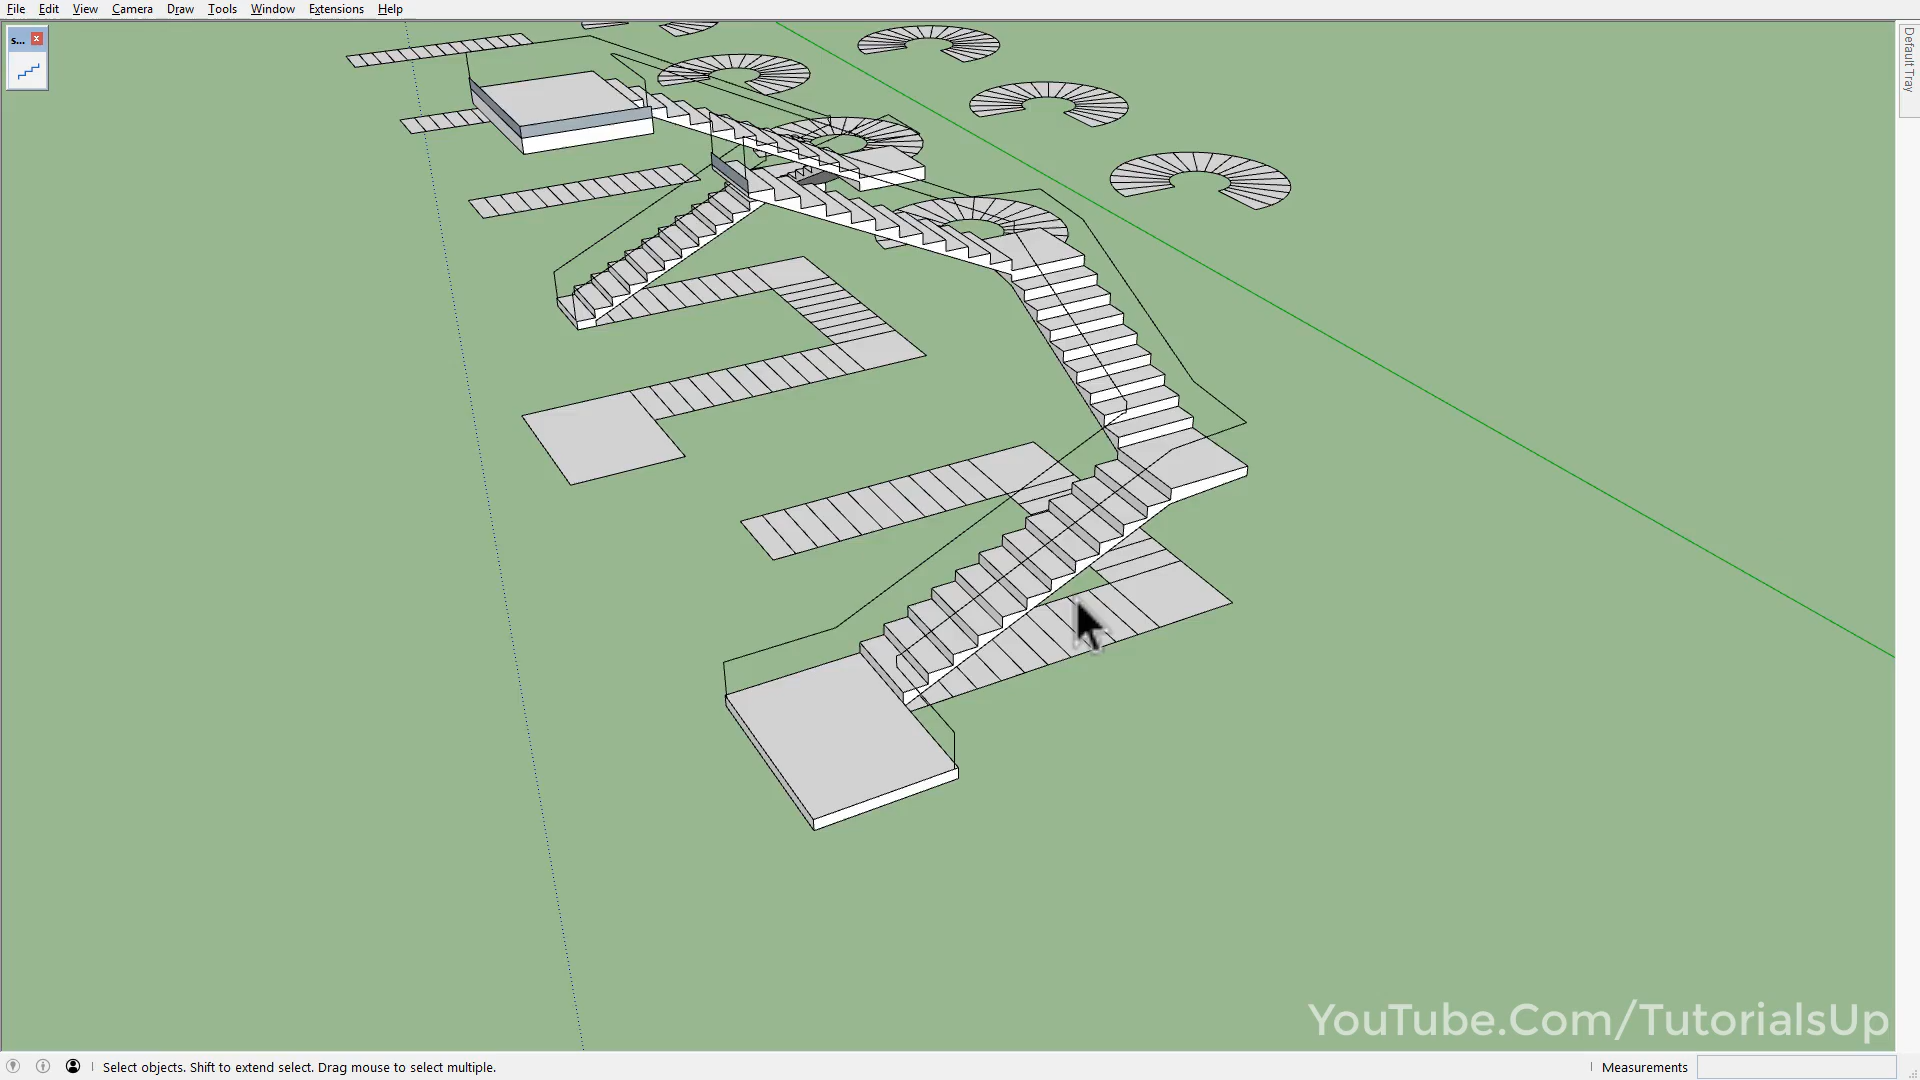 File Edit View Camera Draw Tools Window Extensions Help
s... x
Default Tray
YouTube.Com/TutorialsUp
Select objects. Shift to extend select. Drag mouse to select multiple.
Measurements